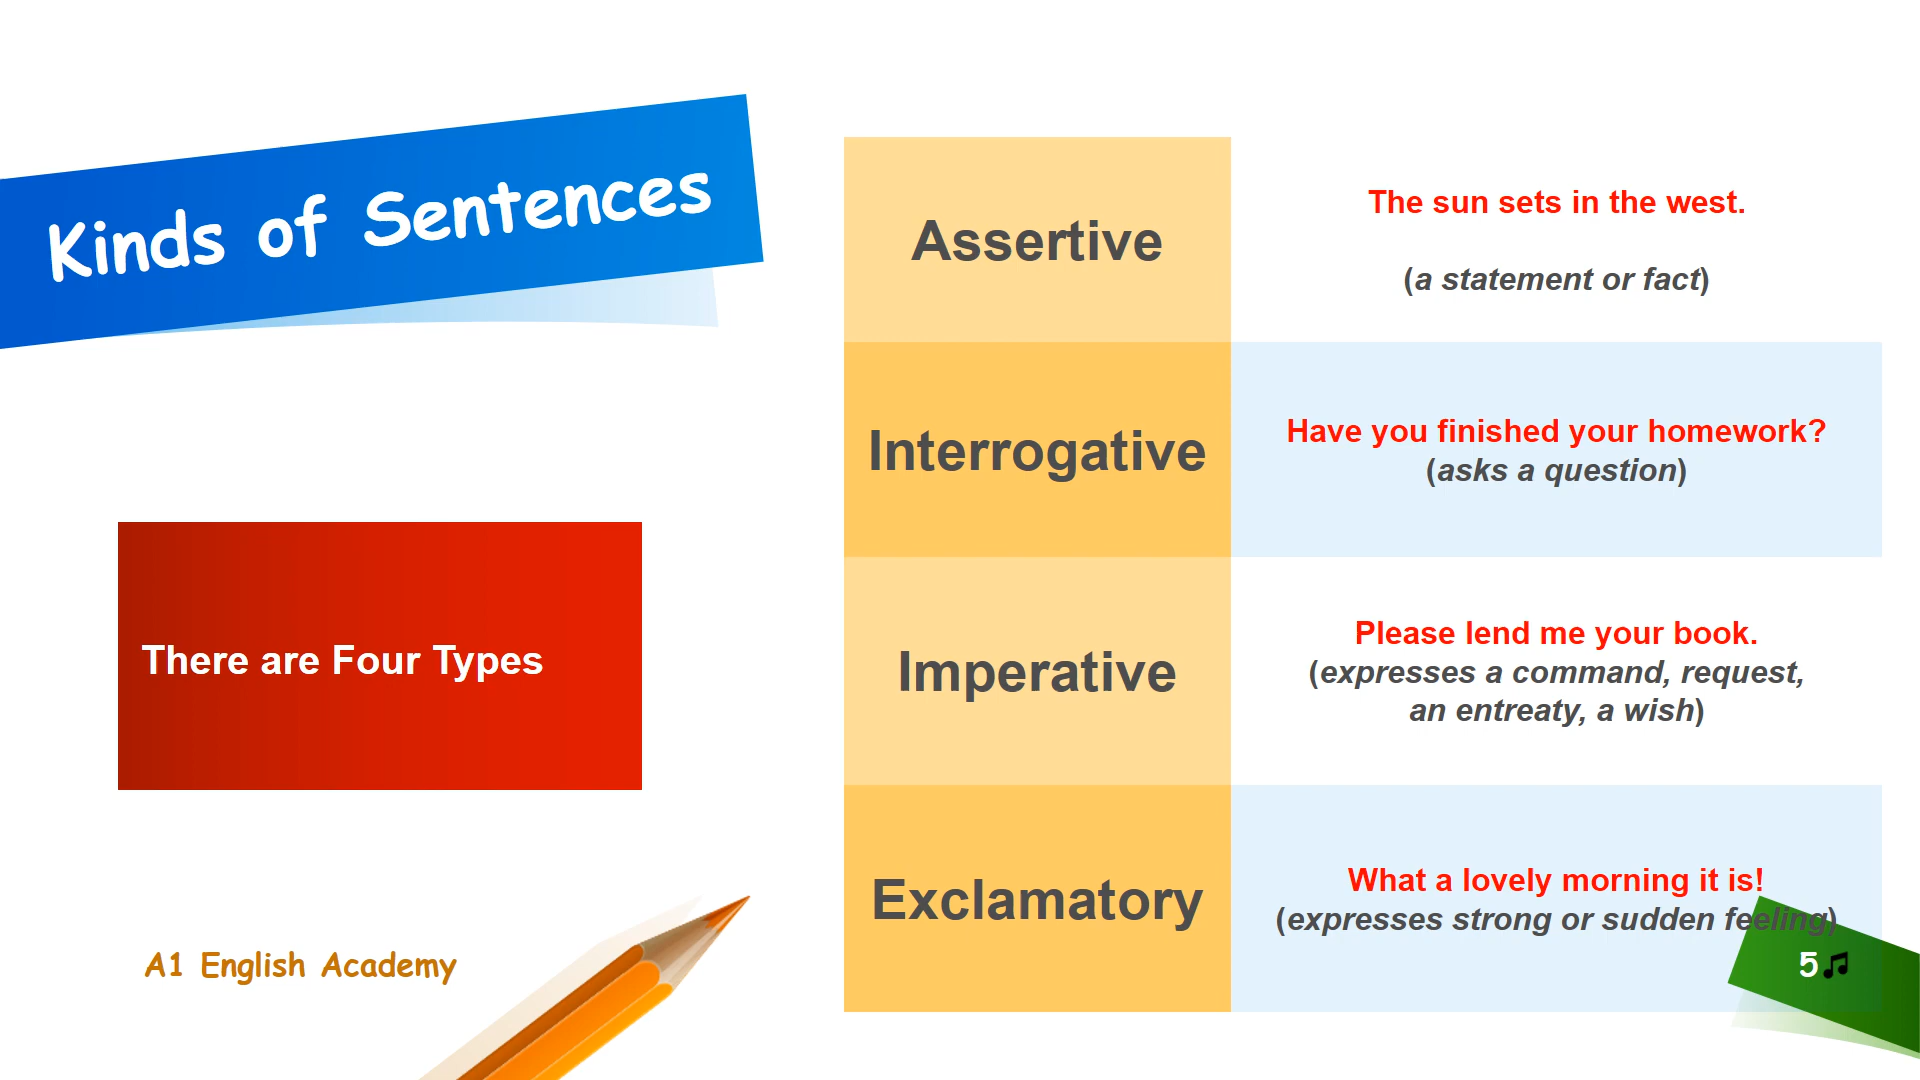 Kinds of Sentences
There are Four Types
A1 English Academy
Assertive
The sun sets in the west.
(a statement or fact)
Interrogative
Have you finished your homework?
(asks a question)
Imperative
Please lend me your book.
(expresses a command, request,
an entreaty, a wish)
Exclamatory
What a lovely morning it is!
(expresses strong or sudden feeling)
5